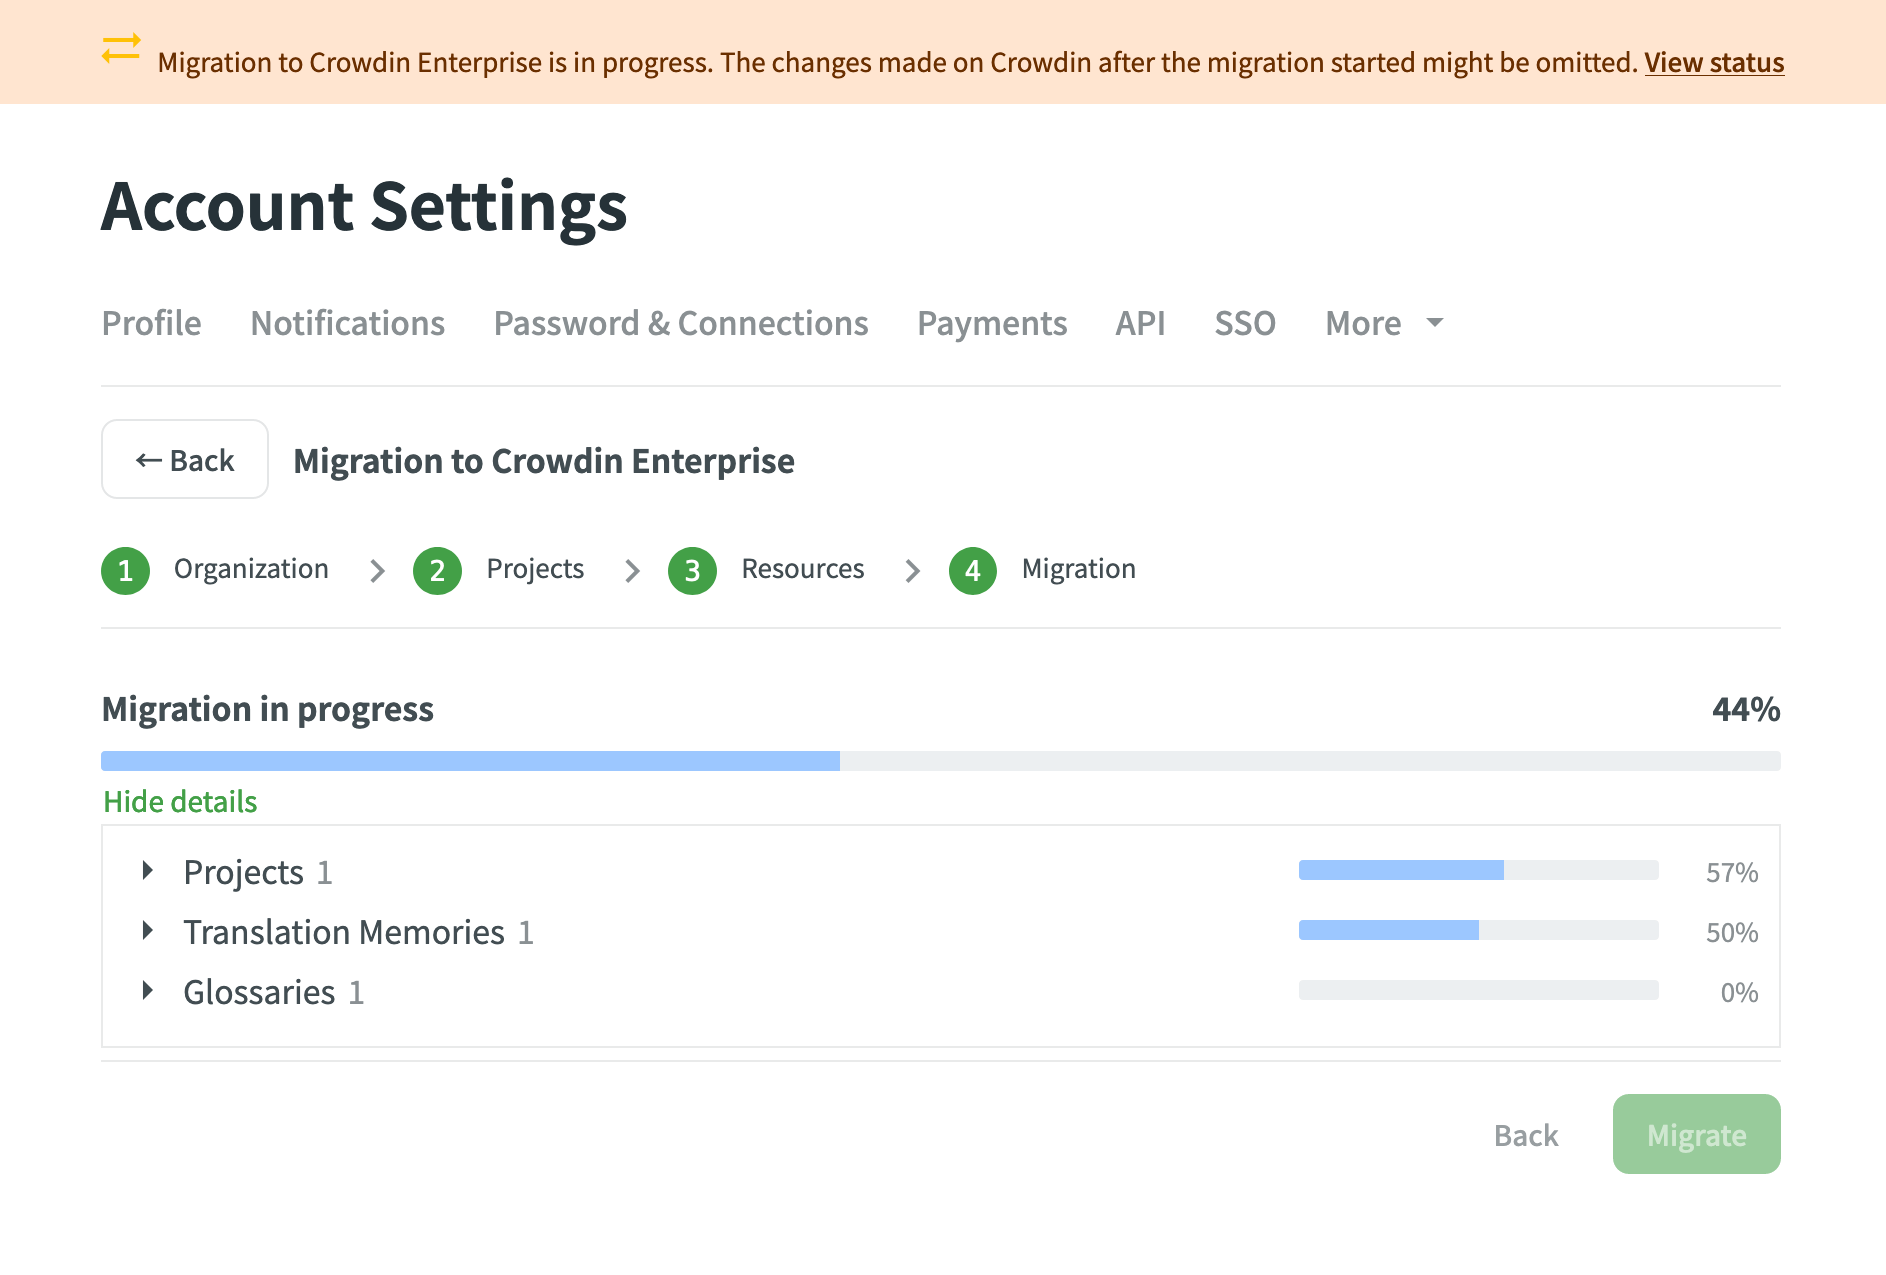 Migration to Crowdin Enterprise is in progress. The changes made on Crowdin after the migration started might be omitted. View status
Account Settings
Profile Notifications Password & Connections Payments API SSO More
← Back Migration to Crowdin Enterprise
1 Organization 2 Projects 3 Resources 4 Migration
Migration in progress 44%
Hide details
Projects 1 57%
Translation Memories 1 50%
Glossaries 1 0%
Back Migrate